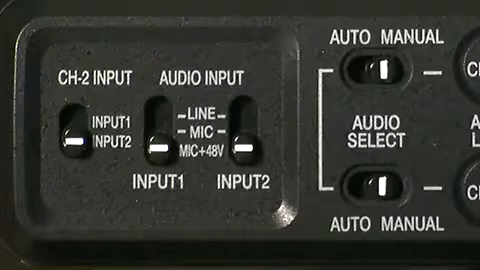 AUTO MANUAL
CH-2 INPUT
AUDIO INPUT
INPUT1
INPUT2
LINE
MIC
MIC+48V
INPUT1
INPUT2
AUDIO
SELECT
AUTO MANUAL